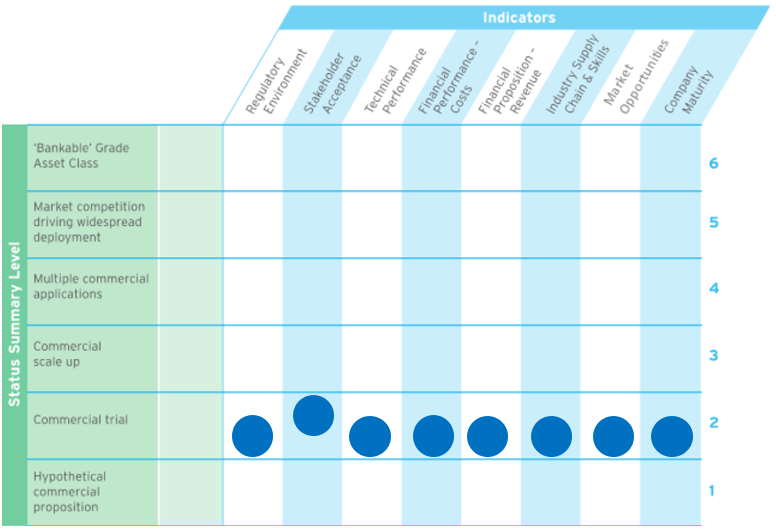 Indicators
Regulatory
Environment
Stakeholder
Acceptance
Technical
Performance
Financial
Performance -
Costs
Financial
Proposition -
Revenue
Industry Supply
Chain & Skills
Market
Opportunities
Company
Maturity
Status Summary Level
'Bankable' Grade
Asset Class
6
Market competition
driving widespread
deployment
5
Multiple commercial
applications
4
Commercial
scale up
3
Commercial trial
2
Hypothetical
commercial
proposition
1